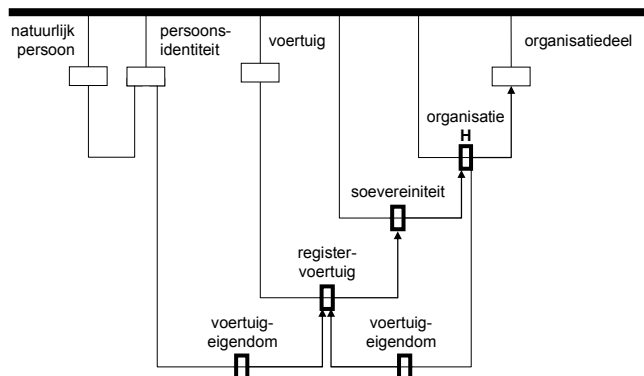 natuurlijk
persoon
persoons-
identiteit
voertuig
organisatiedeel
organisatie
H
soevereiniteit
register-
voertuig
voertuig-
eigendom
voertuig-
eigendom